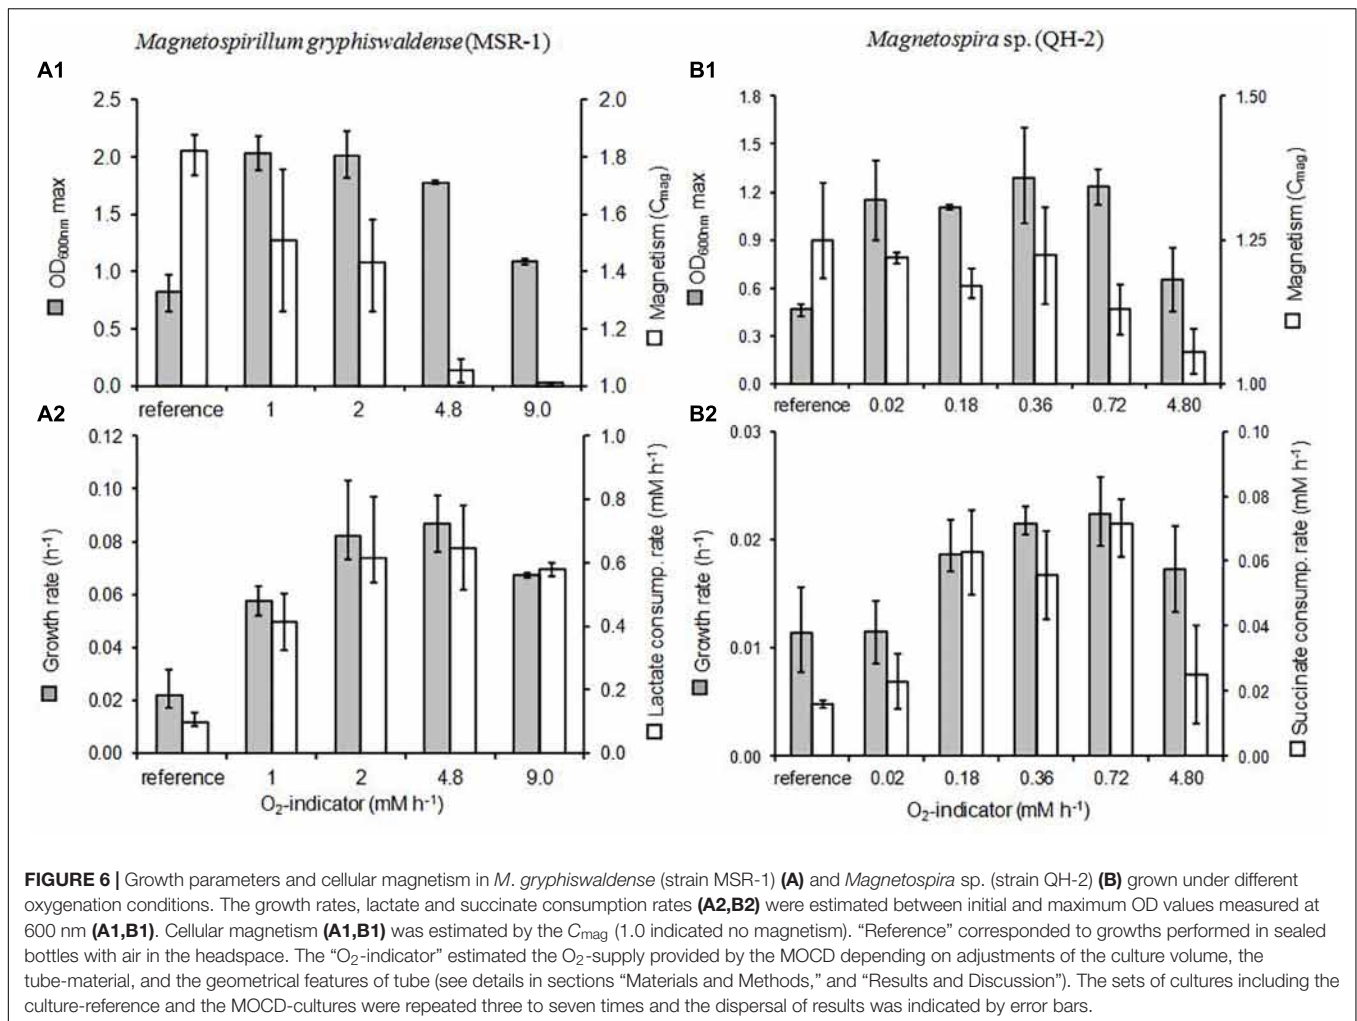 Magnetospirillum gryphiswaldense (MSR-1)
Magnetospira sp. (QH-2)
A1
2.5
2.0
1.5
1.0
0.5
0.0
OD600nm max
2.0
1.8
1.6
1.4
1.2
1.0
Magnetism (Cmag)
reference 1 2 4.8 9.0
B1
1.8
1.5
1.2
0.9
0.6
0.3
0.0
OD600nm max
1.50
1.25
1.00
Magnetism (Cmag)
reference 0.02 0.18 0.36 0.72 4.80
A2
0.12
0.10
0.08
0.06
0.04
0.02
0.00
Growth rate (h-1)
1.0
0.8
0.6
0.4
0.2
0.0
Lactate consump. rate (mM h-1)
reference 1 2 4.8 9.0
O2-indicator (mM h-1)
B2
0.03
0.02
0.01
0.00
Growth rate (h-1)
0.10
0.08
0.06
0.04
0.02
0.00
Succinate consump. rate (mM h-1)
reference 0.02 0.18 0.36 0.72 4.80
O2-indicator (mM h-1)
FIGURE 6 | Growth parameters and cellular magnetism in M. gryphiswaldense (strain MSR-1) (A) and Magnetospira sp. (strain QH-2) (B) grown under different
oxygenation conditions. The growth rates, lactate and succinate consumption rates (A2,B2) were estimated between initial and maximum OD values measured at
600 nm (A1,B1). Cellular magnetism (A1,B1) was estimated by the Cmag (1.0 indicated no magnetism). “Reference” corresponded to growths performed in sealed
bottles with air in the headspace. The “O2-indicator” estimated the O2-supply provided by the MOCD depending on adjustments of the culture volume, the
tube-material, and the geometrical features of tube (see details in sections “Materials and Methods,” and “Results and Discussion”). The sets of cultures including the
culture-reference and the MOCD-cultures were repeated three to seven times and the dispersal of results was indicated by error bars.